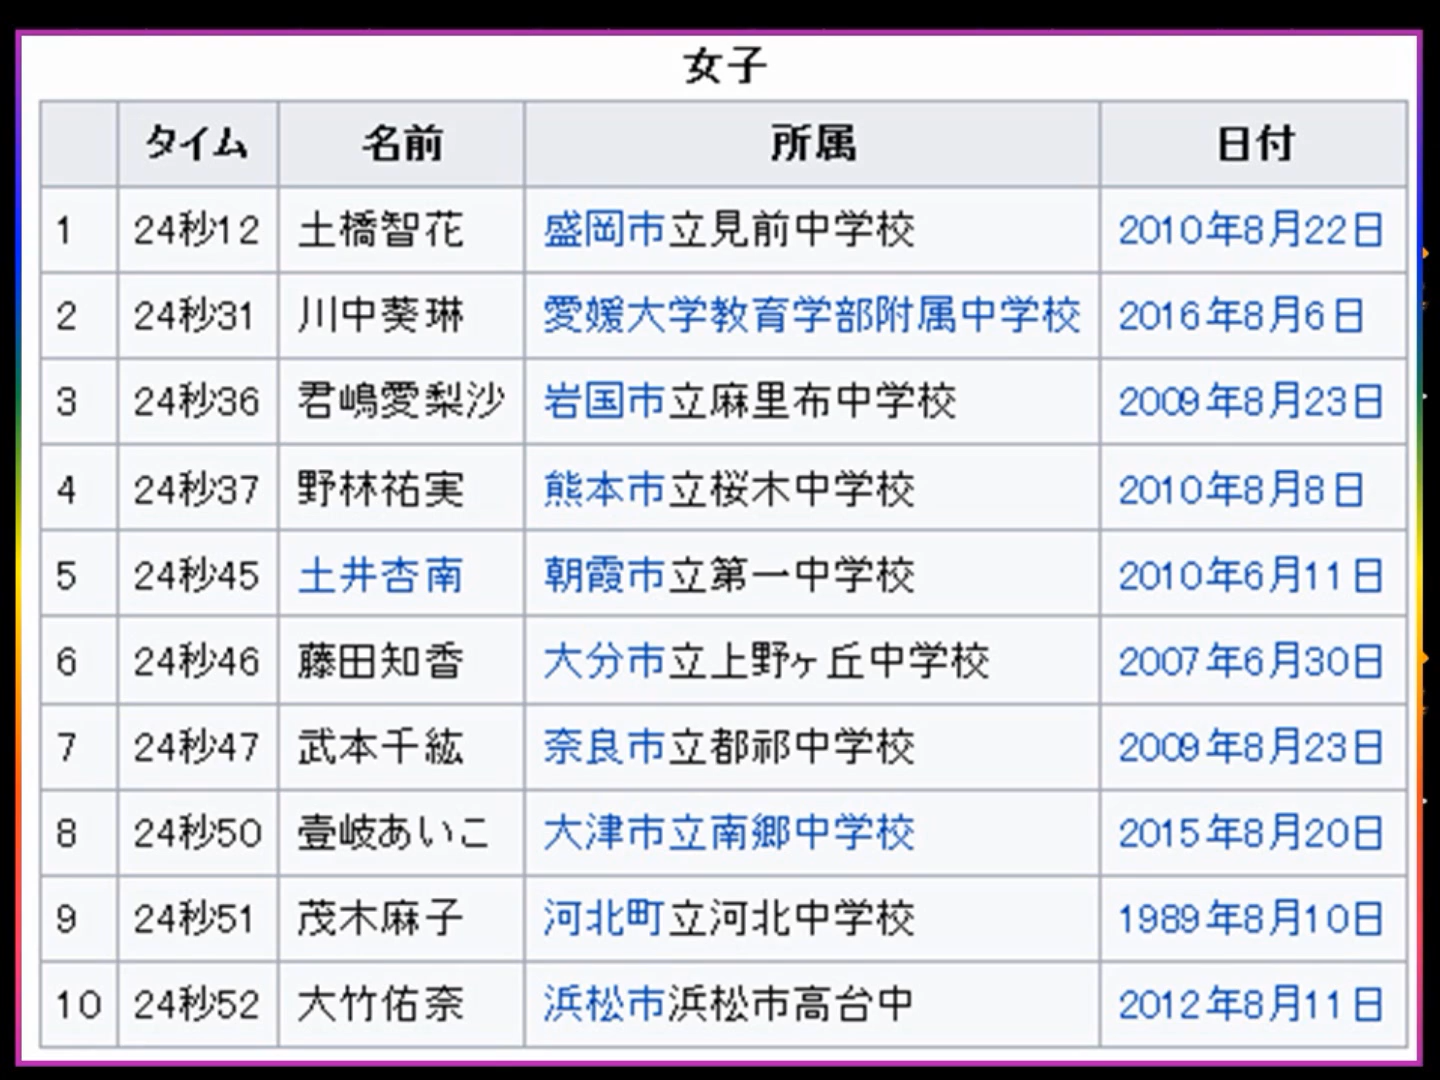 女子
タイム 名前 所属 日付
1 24秒12 土橋智花 盛岡市立見前中学校 2010年8月22日
2 24秒31 川中葵琳 愛媛大学教育学部附属中学校 2016年8月6日
3 24秒36 君嶋愛梨沙 岩国市立麻里布中学校 2009年8月23日
4 24秒37 野林祐実 熊本市立桜木中学校 2010年8月8日
5 24秒45 土井杏南 朝霞市立第一中学校 2010年6月11日
6 24秒46 藤田知香 大分市立上野ヶ丘中学校 2007年6月30日
7 24秒47 武本千紘 奈良市立都祁中学校 2009年8月23日
8 24秒50 壹岐あいこ 大津市立南郷中学校 2015年8月20日
9 24秒51 茂木麻子 河北町立河北中学校 1989年8月10日
10 24秒52 大竹佑奈 浜松市浜松市高台中 2012年8月11日